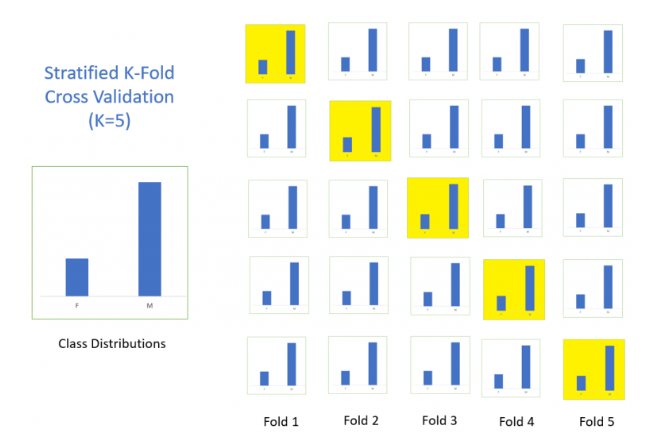 Stratified K-Fold
Cross Validation
(K=5)
F M
Class Distributions
Fold 1 Fold 2 Fold 3 Fold 4 Fold 5